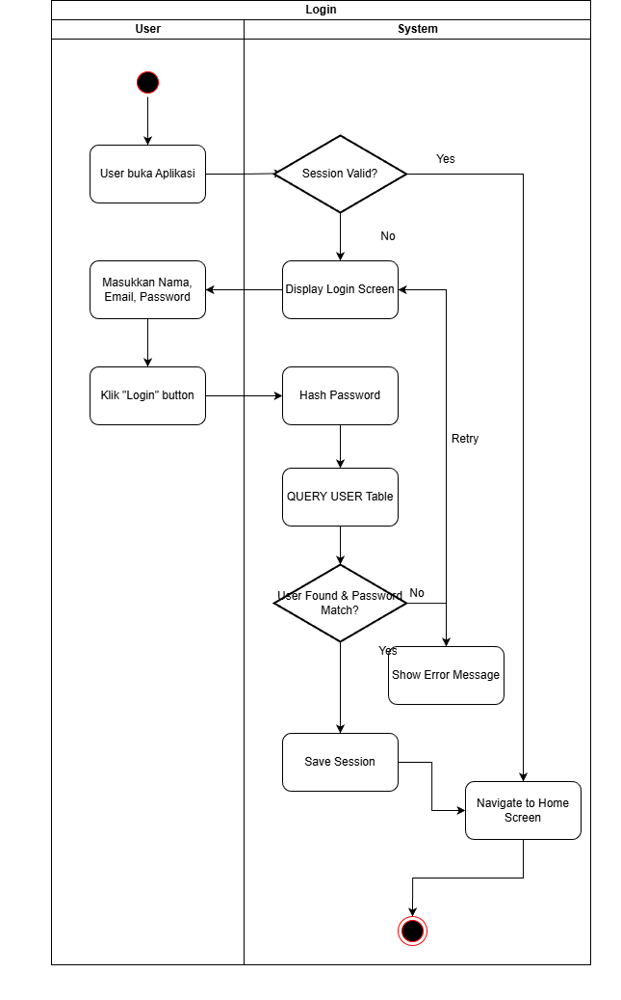 Login
User
System
User buka Aplikasi
Session Valid?
Yes
No
Masukkan Nama,
Email, Password
Display Login Screen
Klik "Login" button
Hash Password
Retry
QUERY USER Table
User Found & Password
Match?
No
Yes
Show Error Message
Save Session
Navigate to Home
Screen